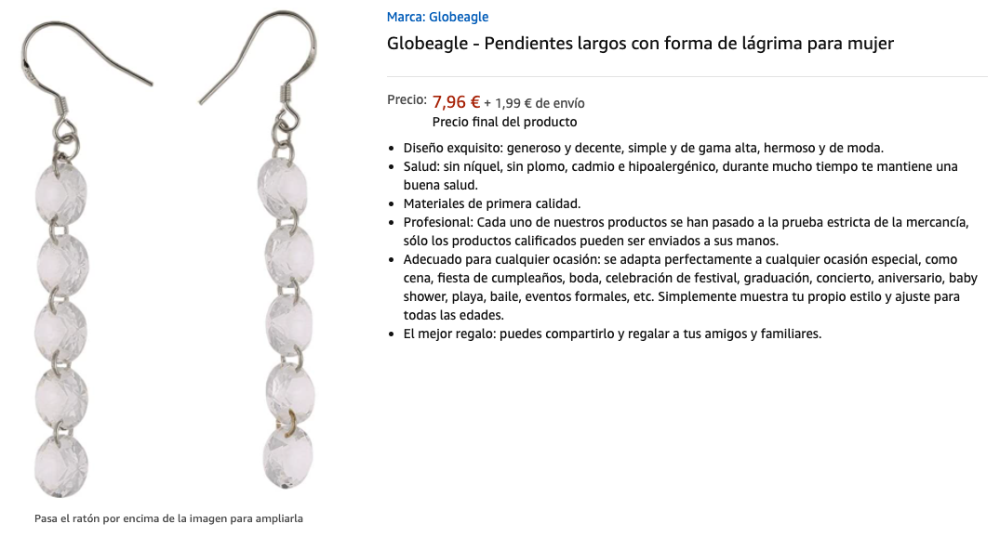 Marca: Globeagle
Globeagle - Pendientes largos con forma de lágrima para mujer
Precio: 7,96 € + 1,99 € de envío
Precio final del producto
• Diseño exquisito: generoso y decente, simple y de gama alta, hermoso y de moda.
• Salud: sin níquel, sin plomo, cadmio e hipoalergénico, durante mucho tiempo te mantiene una
buena salud.
• Materiales de primera calidad.
• Profesional: Cada uno de nuestros productos se han pasado a la prueba estricta de la mercancía,
sólo los productos calificados pueden ser enviados a sus manos.
• Adecuado para cualquier ocasión: se adapta perfectamente a cualquier ocasión especial, como
cena, fiesta de cumpleaños, boda, celebración de festival, graduación, concierto, aniversario, baby
shower, playa, baile, eventos formales, etc. Simplemente muestra tu propio estilo y ajuste para
todas las edades.
• El mejor regalo: puedes compartirlo y regalar a tus amigos y familiares.
Pasa el ratón por encima de la imagen para ampliarla